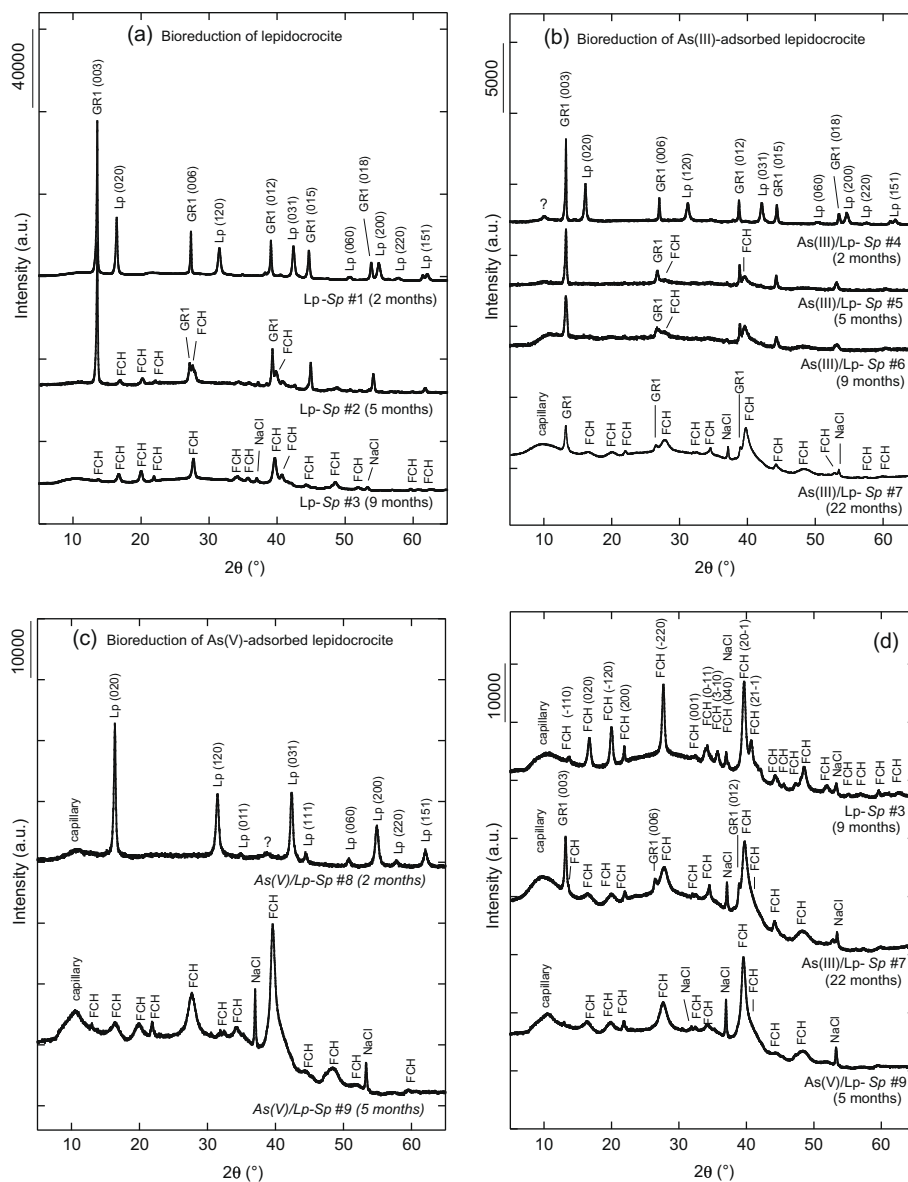 (a) Bioreduction of lepidocrocite
40000
Intensity (a.u.)
GR1 (003)
Lp (020)
GR1 (006)
Lp (120)
GR1 (012)
Lp (031)
GR1 (015)
Lp (060)
GR1 (018)
Lp (200)
Lp (220)
Lp (151)
Lp-Sp #1 (2 months)
FCH
FCH
FCH
GR1
FCH
GR1
FCH
Lp-Sp #2 (5 months)
FCH
FCH
FCH
FCH
FCH
FCH
FCH
NaCl
FCH
FCH
FCH
FCH
FCH
NaCl
FCH
FCH
Lp-Sp #3 (9 months)
10 20 30 40 50 60
2θ (°)
(b) Bioreduction of As(III)-adsorbed lepidocrocite
5000
Intensity (a.u.)
?
GR1 (003)
Lp (020)
GR1 (006)
Lp (120)
GR1 (012)
Lp (031)
GR1 (015)
Lp (060)
GR1 (018)
Lp (200)
Lp (220)
Lp (151)
As(III)/Lp-Sp #4
(2 months)
GR1
FCH
FCH
As(III)/Lp-Sp #5
(5 months)
GR1
FCH
As(III)/Lp-Sp #6
(9 months)
capillary
GR1
FCH
FCH
FCH
GR1
FCH
FCH
FCH
NaCl
GR1
FCH
FCH
FCH
FCH
NaCl
FCH
FCH
As(III)/Lp-Sp #7
(22 months)
10 20 30 40 50 60
2θ (°)
(c) Bioreduction of As(V)-adsorbed lepidocrocite
10000
Intensity (a.u.)
capillary
Lp (020)
Lp (120)
Lp (011)
?
Lp (031)
Lp (111)
Lp (060)
Lp (200)
Lp (220)
Lp (151)
As(V)/Lp-Sp #8 (2 months)
capillary
FCH
FCH
FCH
FCH
FCH
FCH
FCH
NaCl
FCH
FCH
FCH
FCH
NaCl
FCH
As(V)/Lp-Sp #9 (5 months)
10 20 30 40 50 60
2θ (°)
(d)
10000
Intensity (a.u.)
capillary
FCH (-110)
FCH (020)
FCH (-120)
FCH (200)
FCH (-220)
FCH (001)
FCH (0-11)
FCH (3-10)
FCH (040)
NaCl
FCH (20-1)
FCH (21-1)
FCH
FCH
FCH
FCH
FCH
NaCl
FCH
FCH
FCH
FCH
Lp-Sp #3
(9 months)
capillary
GR1 (003)
FCH
FCH
FCH
FCH
GR1 (006)
FCH
FCH
FCH
NaCl
GR1 (012)
FCH
FCH
FCH
FCH
NaCl
As(III)/Lp- Sp #7
(22 months)
capillary
FCH
FCH
FCH
FCH
NaCl
FCH
FCH
NaCl
FCH
FCH
FCH
FCH
NaCl
As(V)/Lp- Sp #9
(5 months)
5 10 20 30 40 50 60
2θ (°)